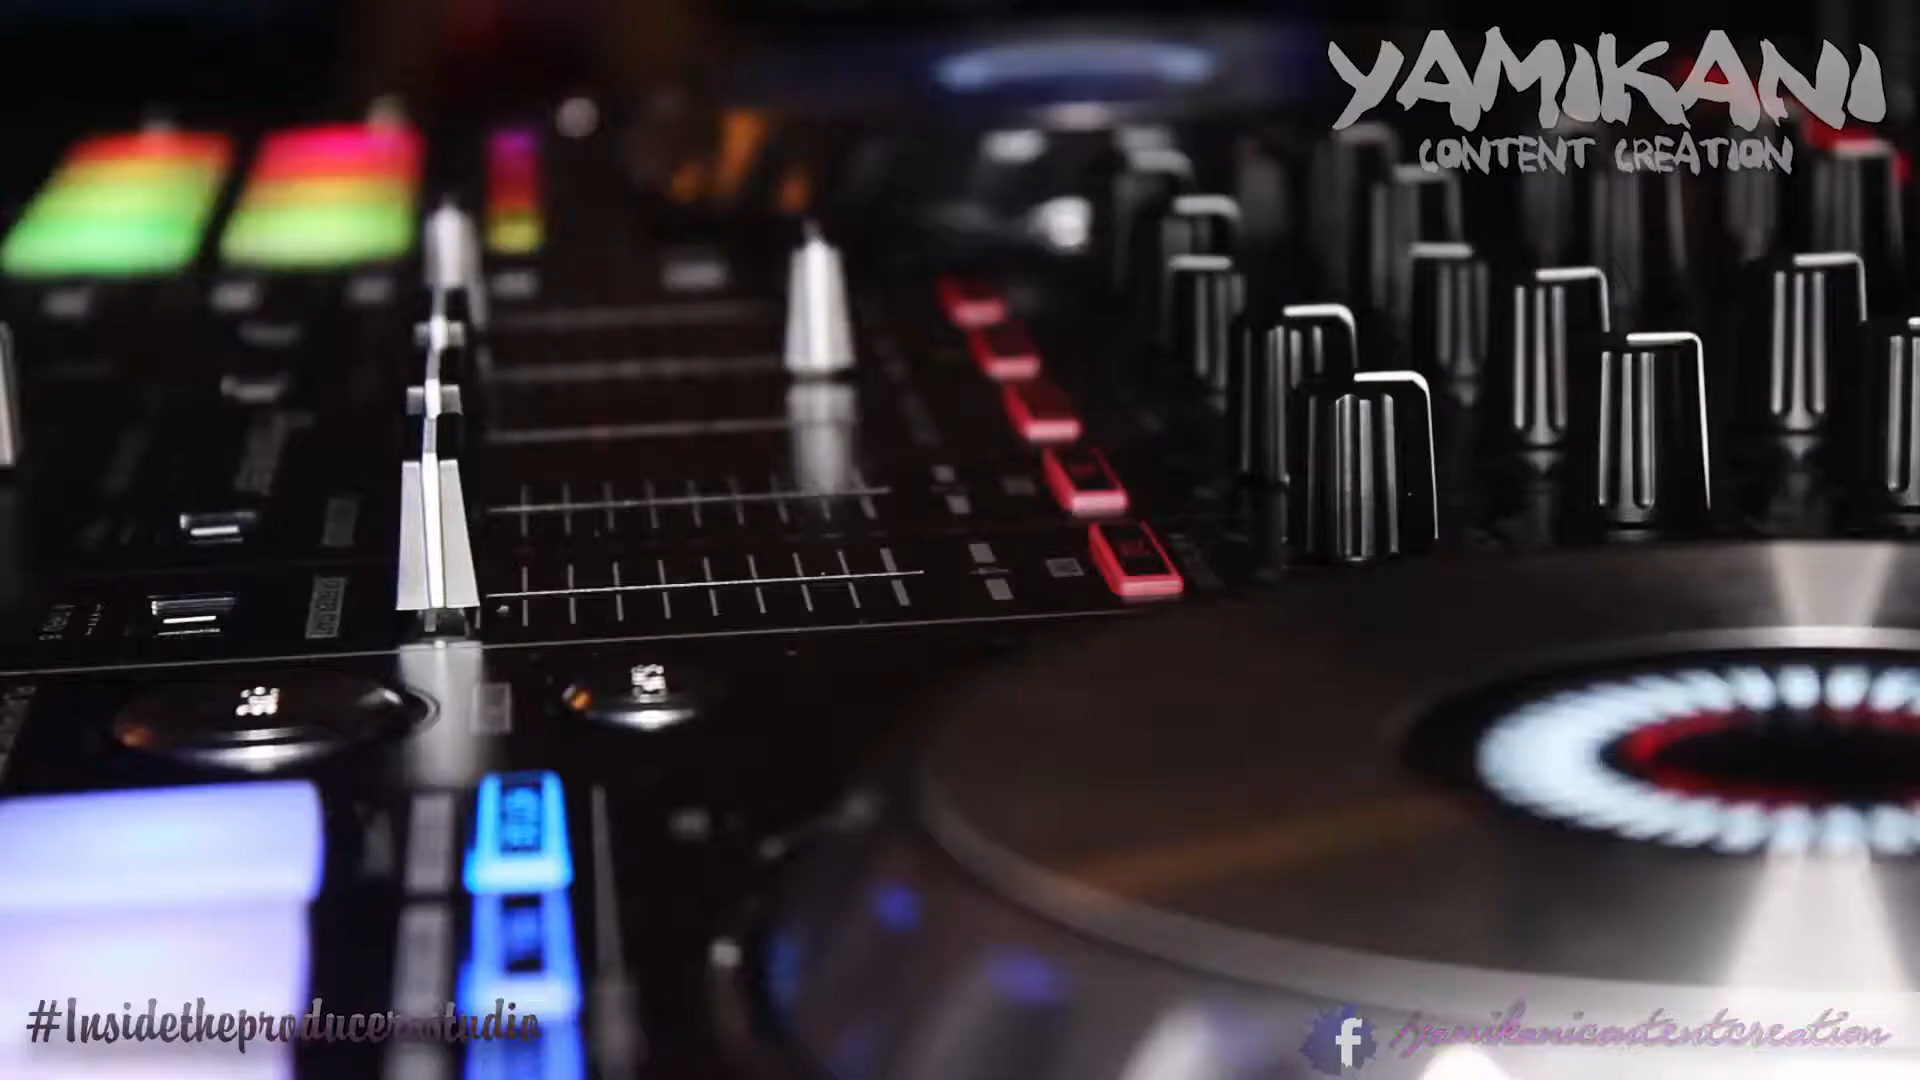 YAMIKANI
CONTENT CREATION
#Insidetheproducersstudio
f /yamikanicontentcreation